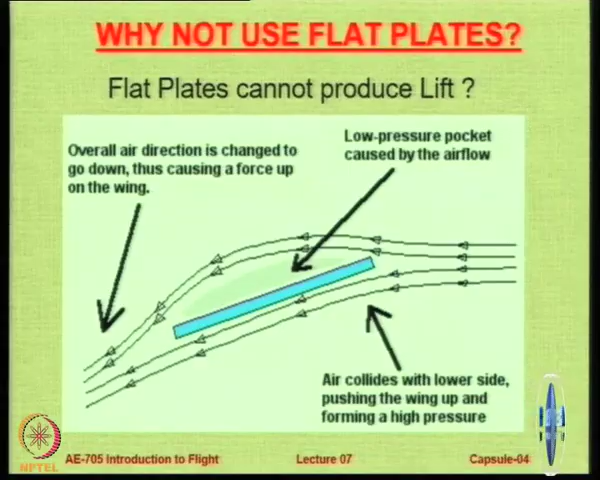 WHY NOT USE FLAT PLATES?
Flat Plates cannot produce Lift ?
Overall air direction is changed to
go down, thus causing a force up
on the wing.
Low-pressure pocket
caused by the airflow
Air collides with lower side,
pushing the wing up and
forming a high pressure
NPTEL
AE-705 Introduction to Flight
Lecture 07
Capsule-04